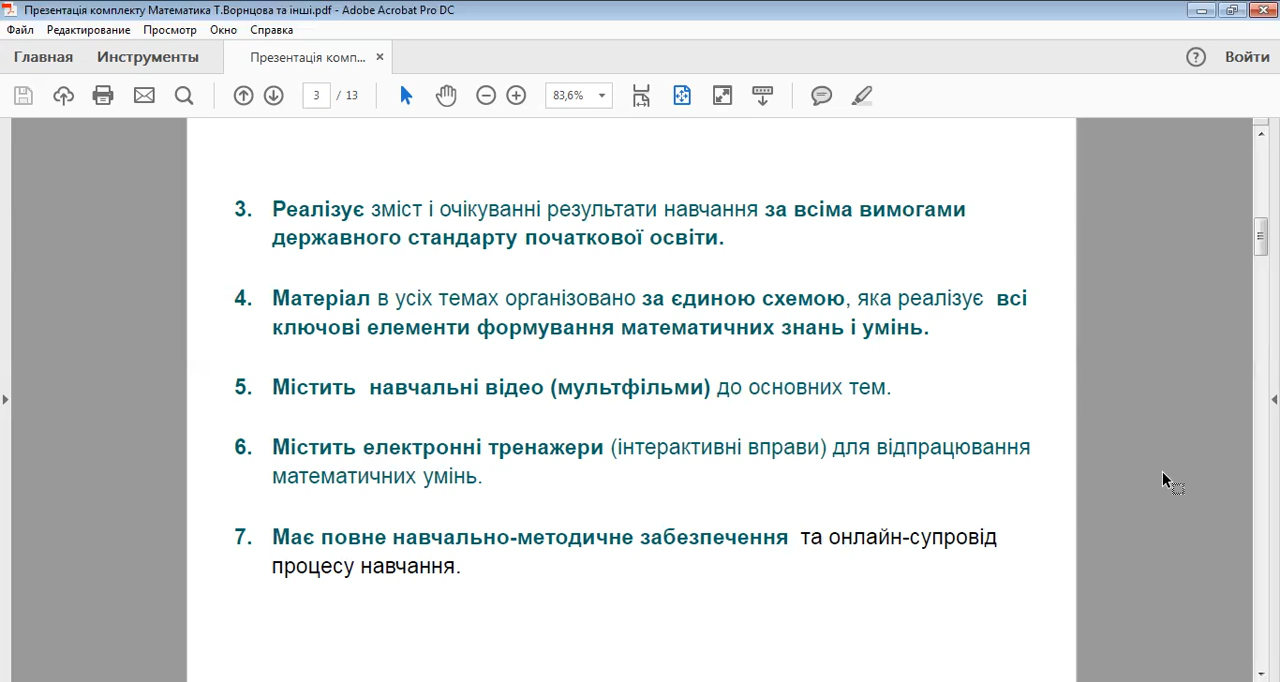 Презентація комплекту Математика Т.Ворнцова та інші.pdf - Adobe Acrobat Pro DC
Файл Редактирование Просмотр Окно Справка
Главная Инструменты Презентація комп... × ? Войти
3 / 13 83,6%
3. Реалізує зміст і очікуванні результати навчання за всіма вимогами
державного стандарту початкової освіти.
4. Матеріал в усіх темах організовано за єдиною схемою, яка реалізує всі
ключові елементи формування математичних знань і умінь.
5. Містить навчальні відео (мультфільми) до основних тем.
6. Містить електронні тренажери (інтерактивні вправи) для відпрацювання
математичних умінь.
7. Має повне навчально-методичне забезпечення та онлайн-супровід
процесу навчання.